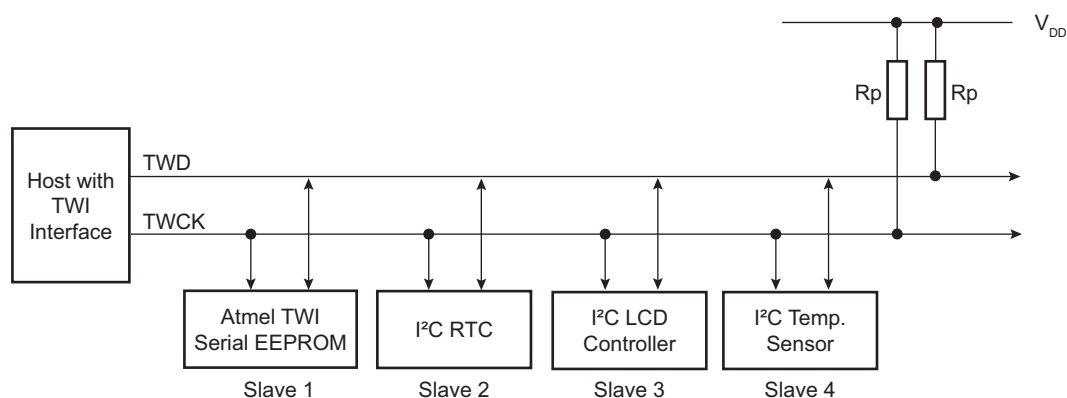 V_DD
Rp Rp
Host with
TWI
Interface
TWD
TWCK
Atmel TWI
Serial EEPROM
I²C RTC
I²C LCD
Controller
I²C Temp.
Sensor
Slave 1
Slave 2
Slave 3
Slave 4